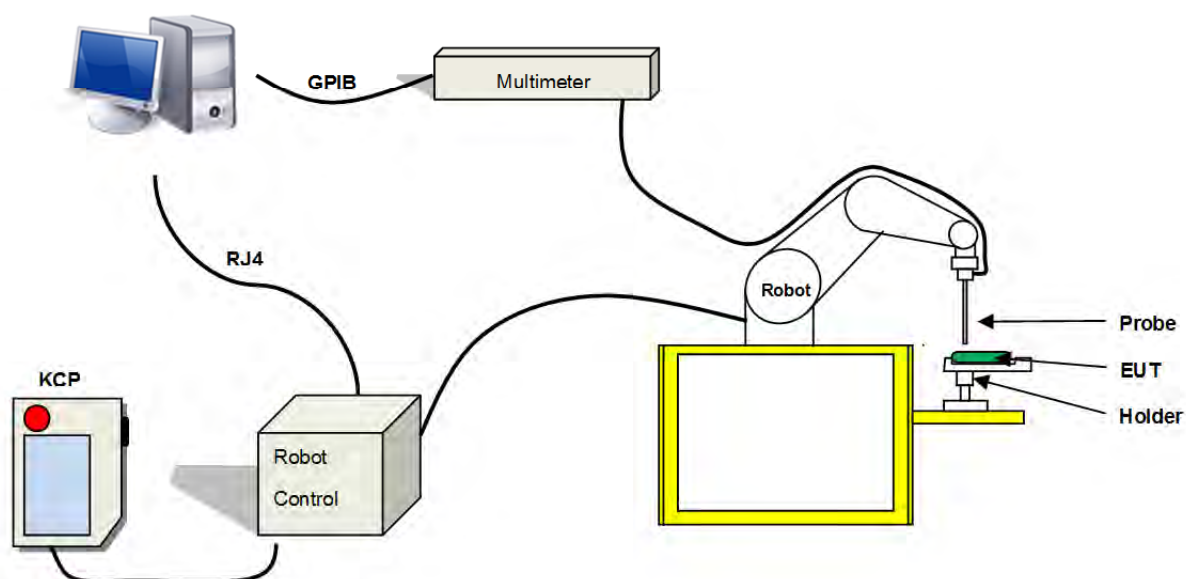 GPIB
Multimeter
RJ4
Robot
Probe
EUT
Holder
KCP
Robot
Control